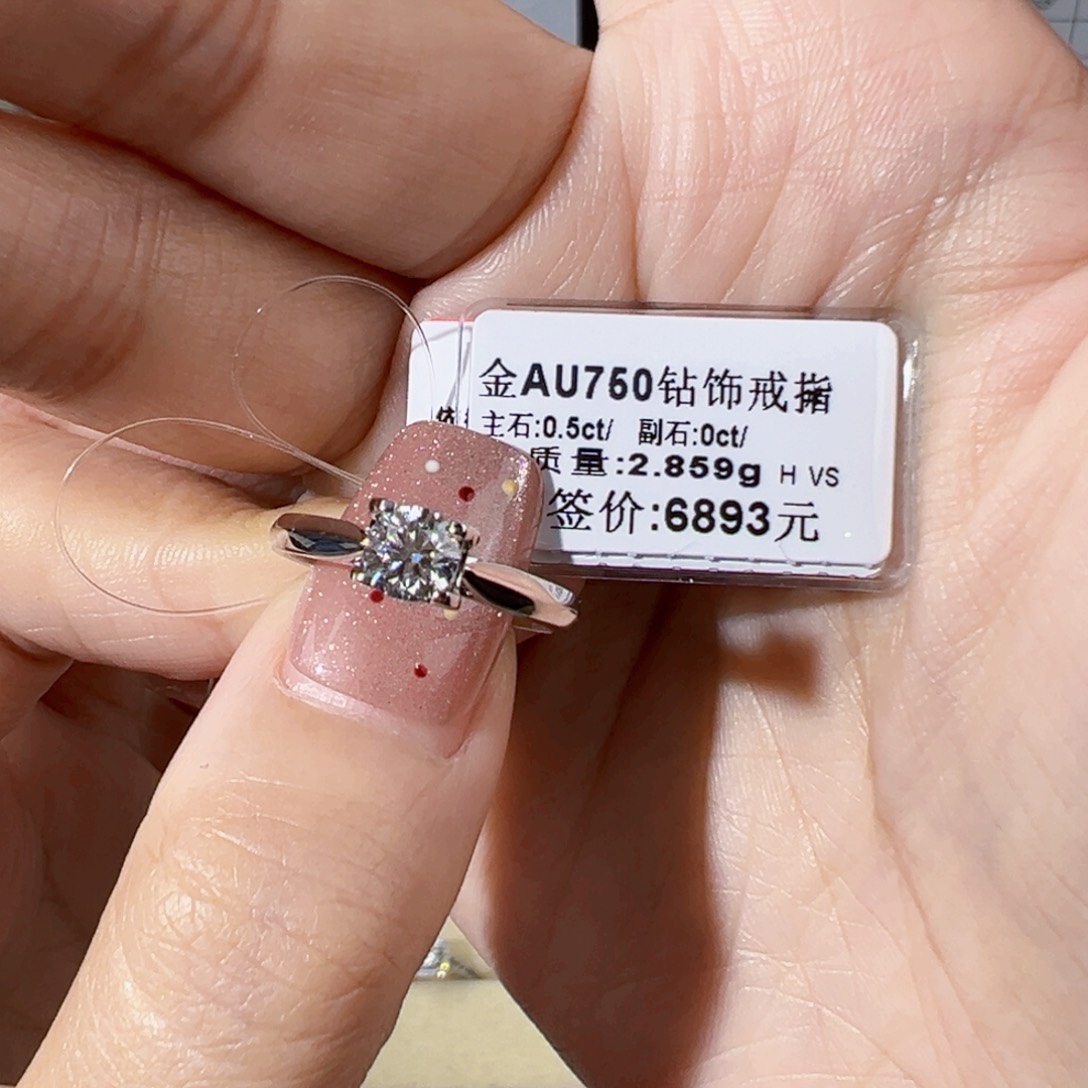 金AU750钻饰戒指
主石:0.5ct/ 副石:0ct/
质量:2.859g H VS
签价:6893元